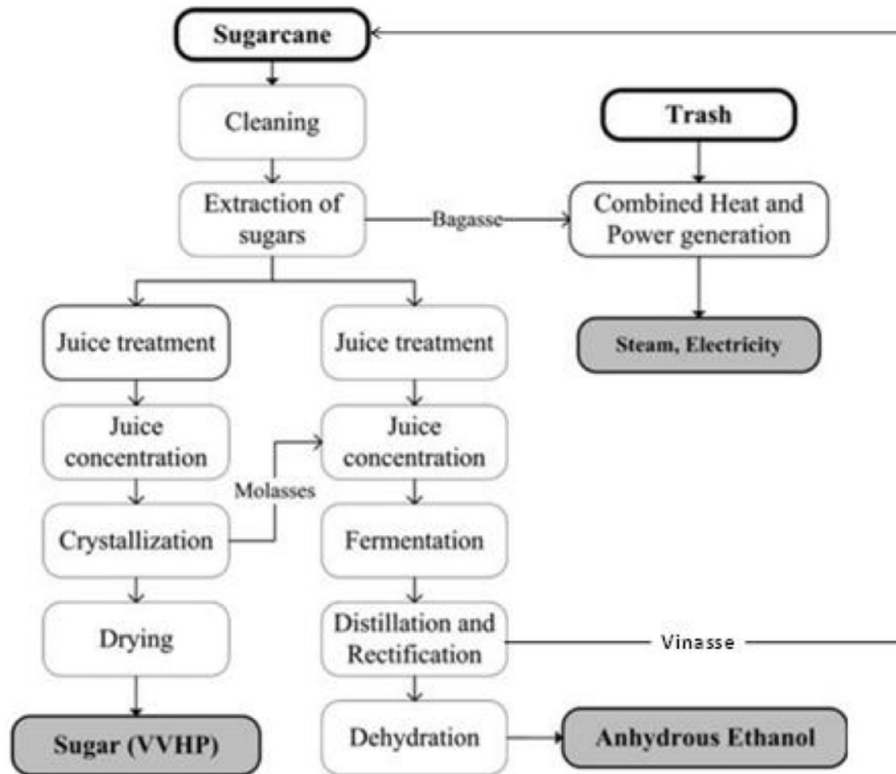 Sugarcane
Cleaning
Trash
Extraction of
sugars
Bagasse
Combined Heat and
Power generation
Juice treatment
Juice treatment
Steam, Electricity
Juice
concentration
Juice
concentration
Molasses
Crystallization
Fermentation
Drying
Distillation and
Rectification
Vinasse
Sugar (VVHP)
Dehydration
Anhydrous Ethanol